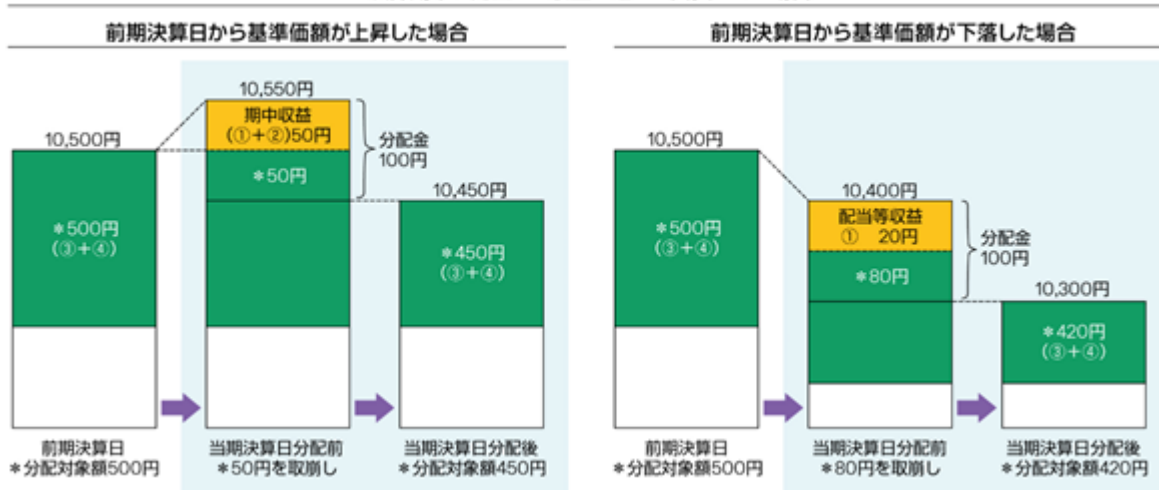 前期決算日から基準価額が上昇した場合
10,500円
*500円
(③+④)
10,550円
期中収益
(①+②)50円
*50円
分配金
100円
10,450円
*450円
(③+④)
前期決算日
*分配対象額500円
当期決算日分配前
*50円を取崩し
当期決算日分配後
*分配対象額450円
前期決算日から基準価額が下落した場合
10,500円
*500円
(③+④)
10,400円
配当等収益
① 20円
*80円
分配金
100円
10,300円
*420円
(③+④)
前期決算日
*分配対象額500円
当期決算日分配前
*80円を取崩し
当期決算日分配後
*分配対象額420円